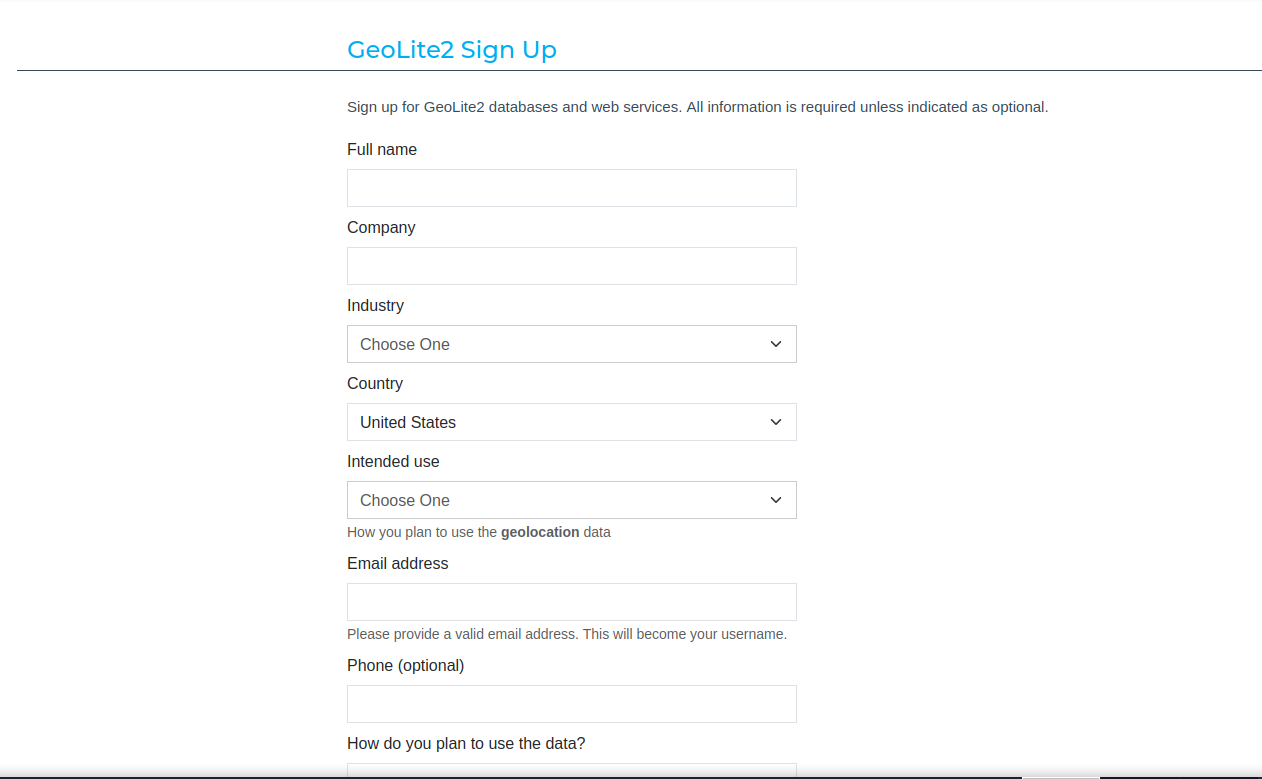 GeoLite2 Sign Up
Sign up for GeoLite2 databases and web services. All information is required unless indicated as optional.
Full name
Company
Industry
Choose One
Country
United States
Intended use
Choose One
How you plan to use the geolocation data
Email address
Please provide a valid email address. This will become your username.
Phone (optional)
How do you plan to use the data?